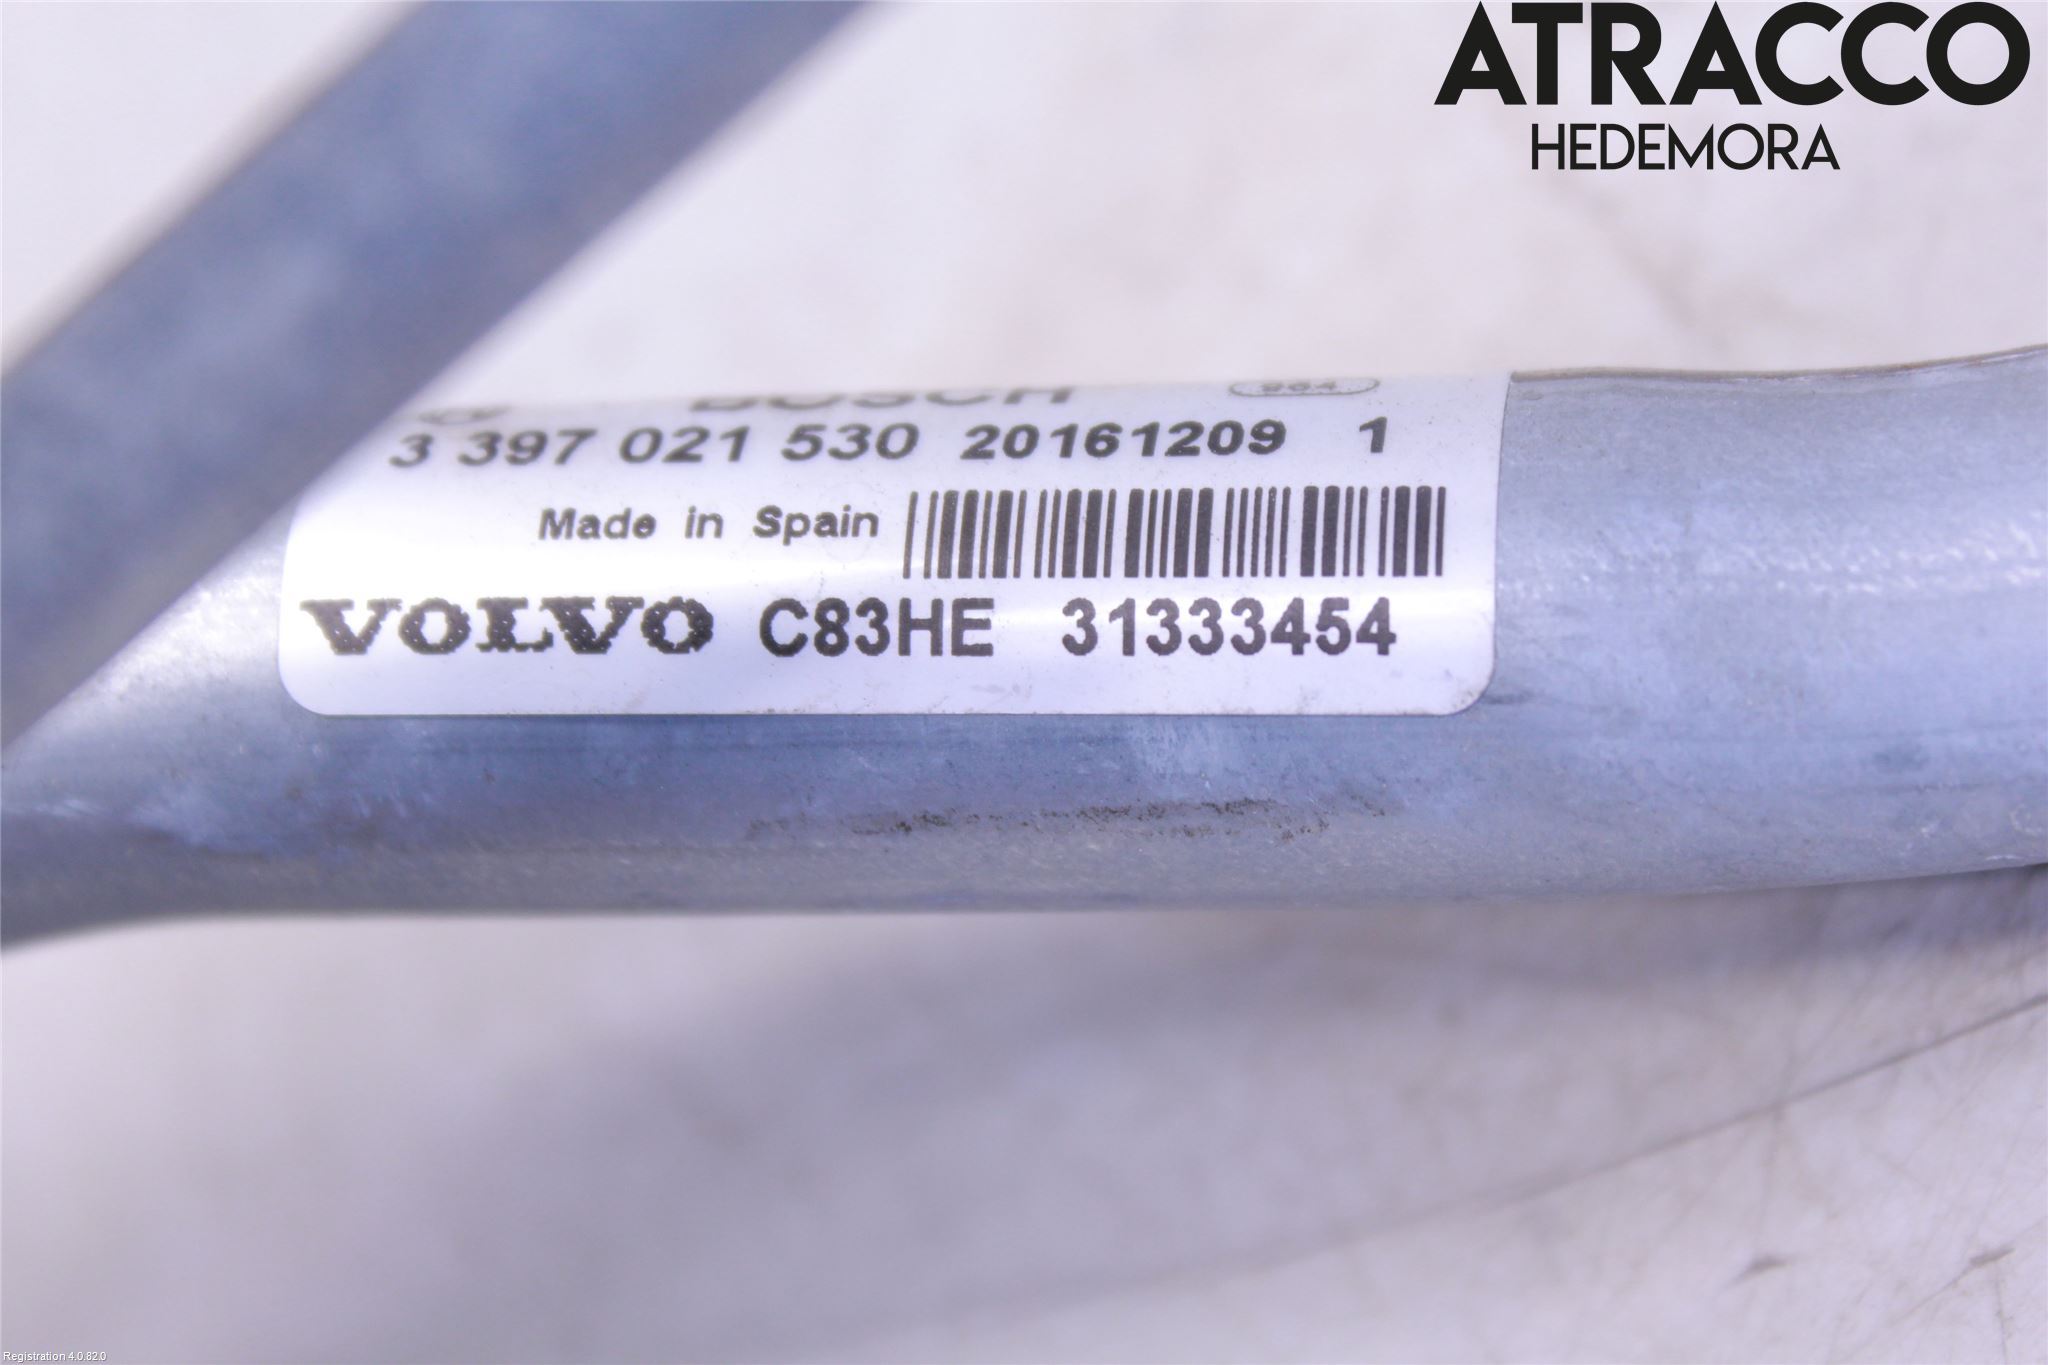 ATRACCO
HEDEMORA
BOSCH
3 397 021 530 20161209 1
Made in Spain
VOLVO C83HE 31333454
Registration 4.0.82.0